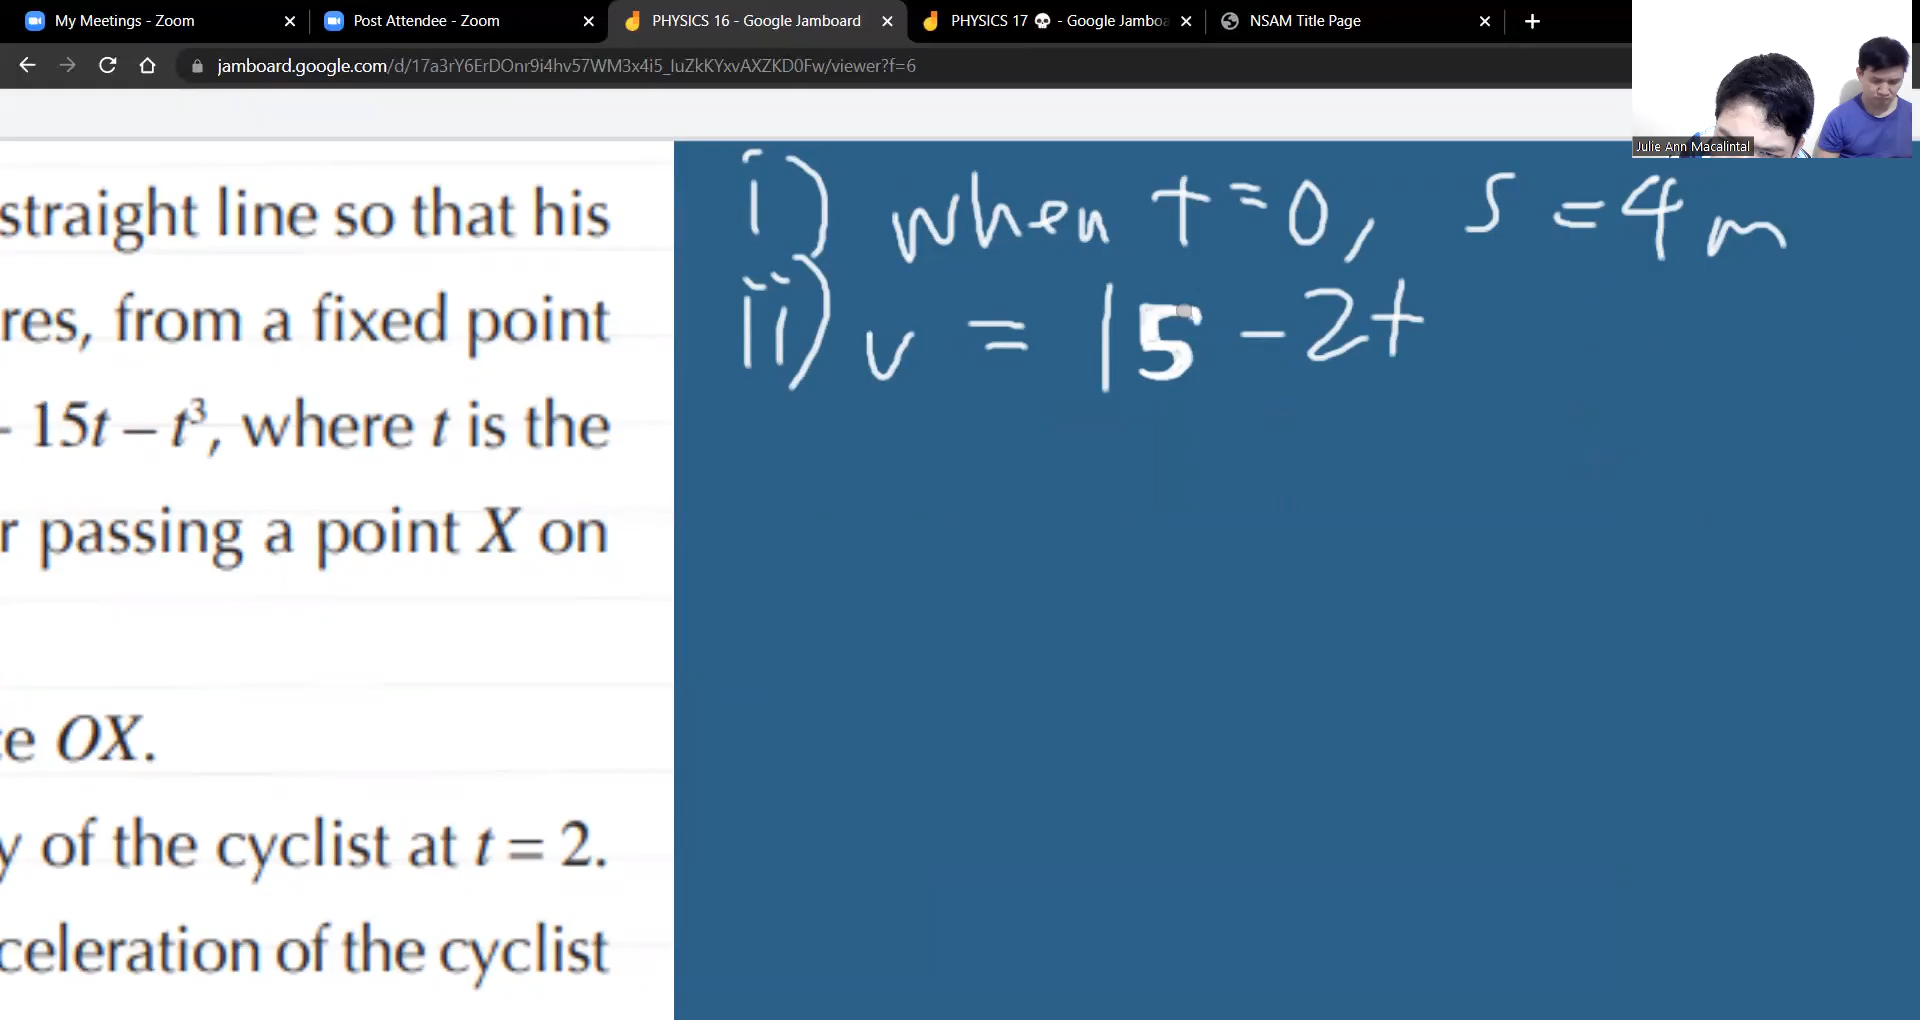 My Meetings - Zoom
Post Attendee - Zoom
PHYSICS 16 - Google Jamboard
PHYSICS 17 💀 - Google Jamboa
NSAM Title Page
jamboard.google.com/d/17a3rY6ErDOnr9i4hv57WM3x4i5_IuZkKYxvAXZKD0Fw/viewer?f=6
Julie Ann Macalintal
straight line so that his
res, from a fixed point
- 15t – t³, where t is the
r passing a point X on
e OX.
y of the cyclist at t = 2.
celeration of the cyclist
i) when t = 0, s = 4 m
ii) v = 15 - 2t